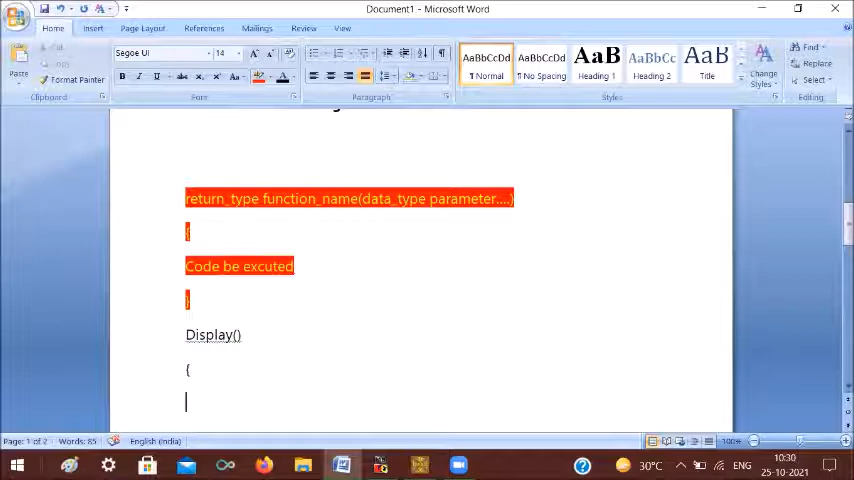 Document1 - Microsoft Word
Home Insert Page Layout References Mailings Review View
Paste
Cut
Format Painter
Clipboard
Segoe UI
14
Font
Paragraph
AaBbCcDd
¶ Normal
AaBbCcDd
¶ No Spacing
AaB
Heading 1
AaBbCc
Heading 2
AaBb
Title
Change
Styles
Styles
Find
Replace
Select
Editing
return_type function_name(data_type parameter....)
{
Code be excuted
}
Display()
{
Page: 1 of 2 Words: 85 English (India) 100%
30°C ENG 10:30
25-10-2021